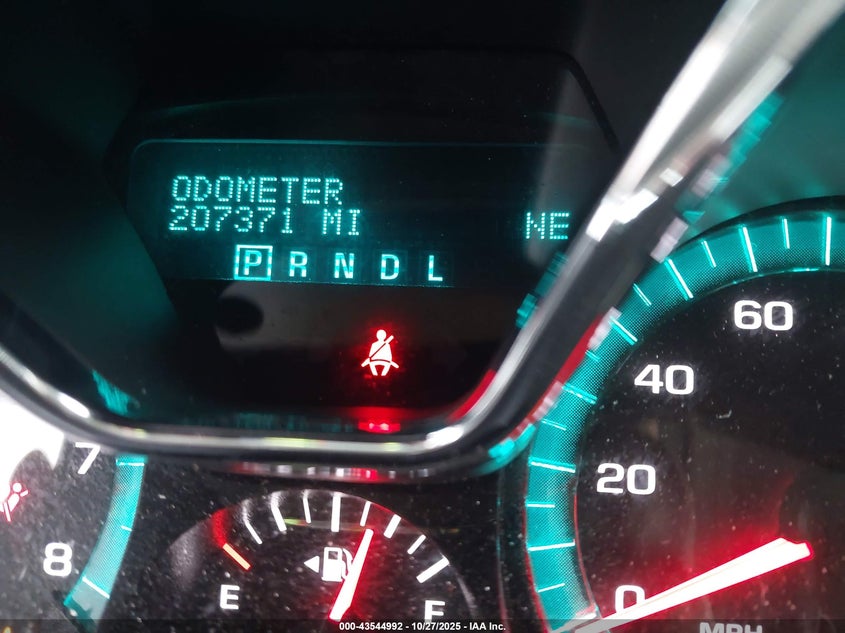 ODOMETER
207371 MI NE
P R N D L
60
40
7
20
8
E F
0
MPH
000-43544992 - 10/27/2025 - IAA Inc.